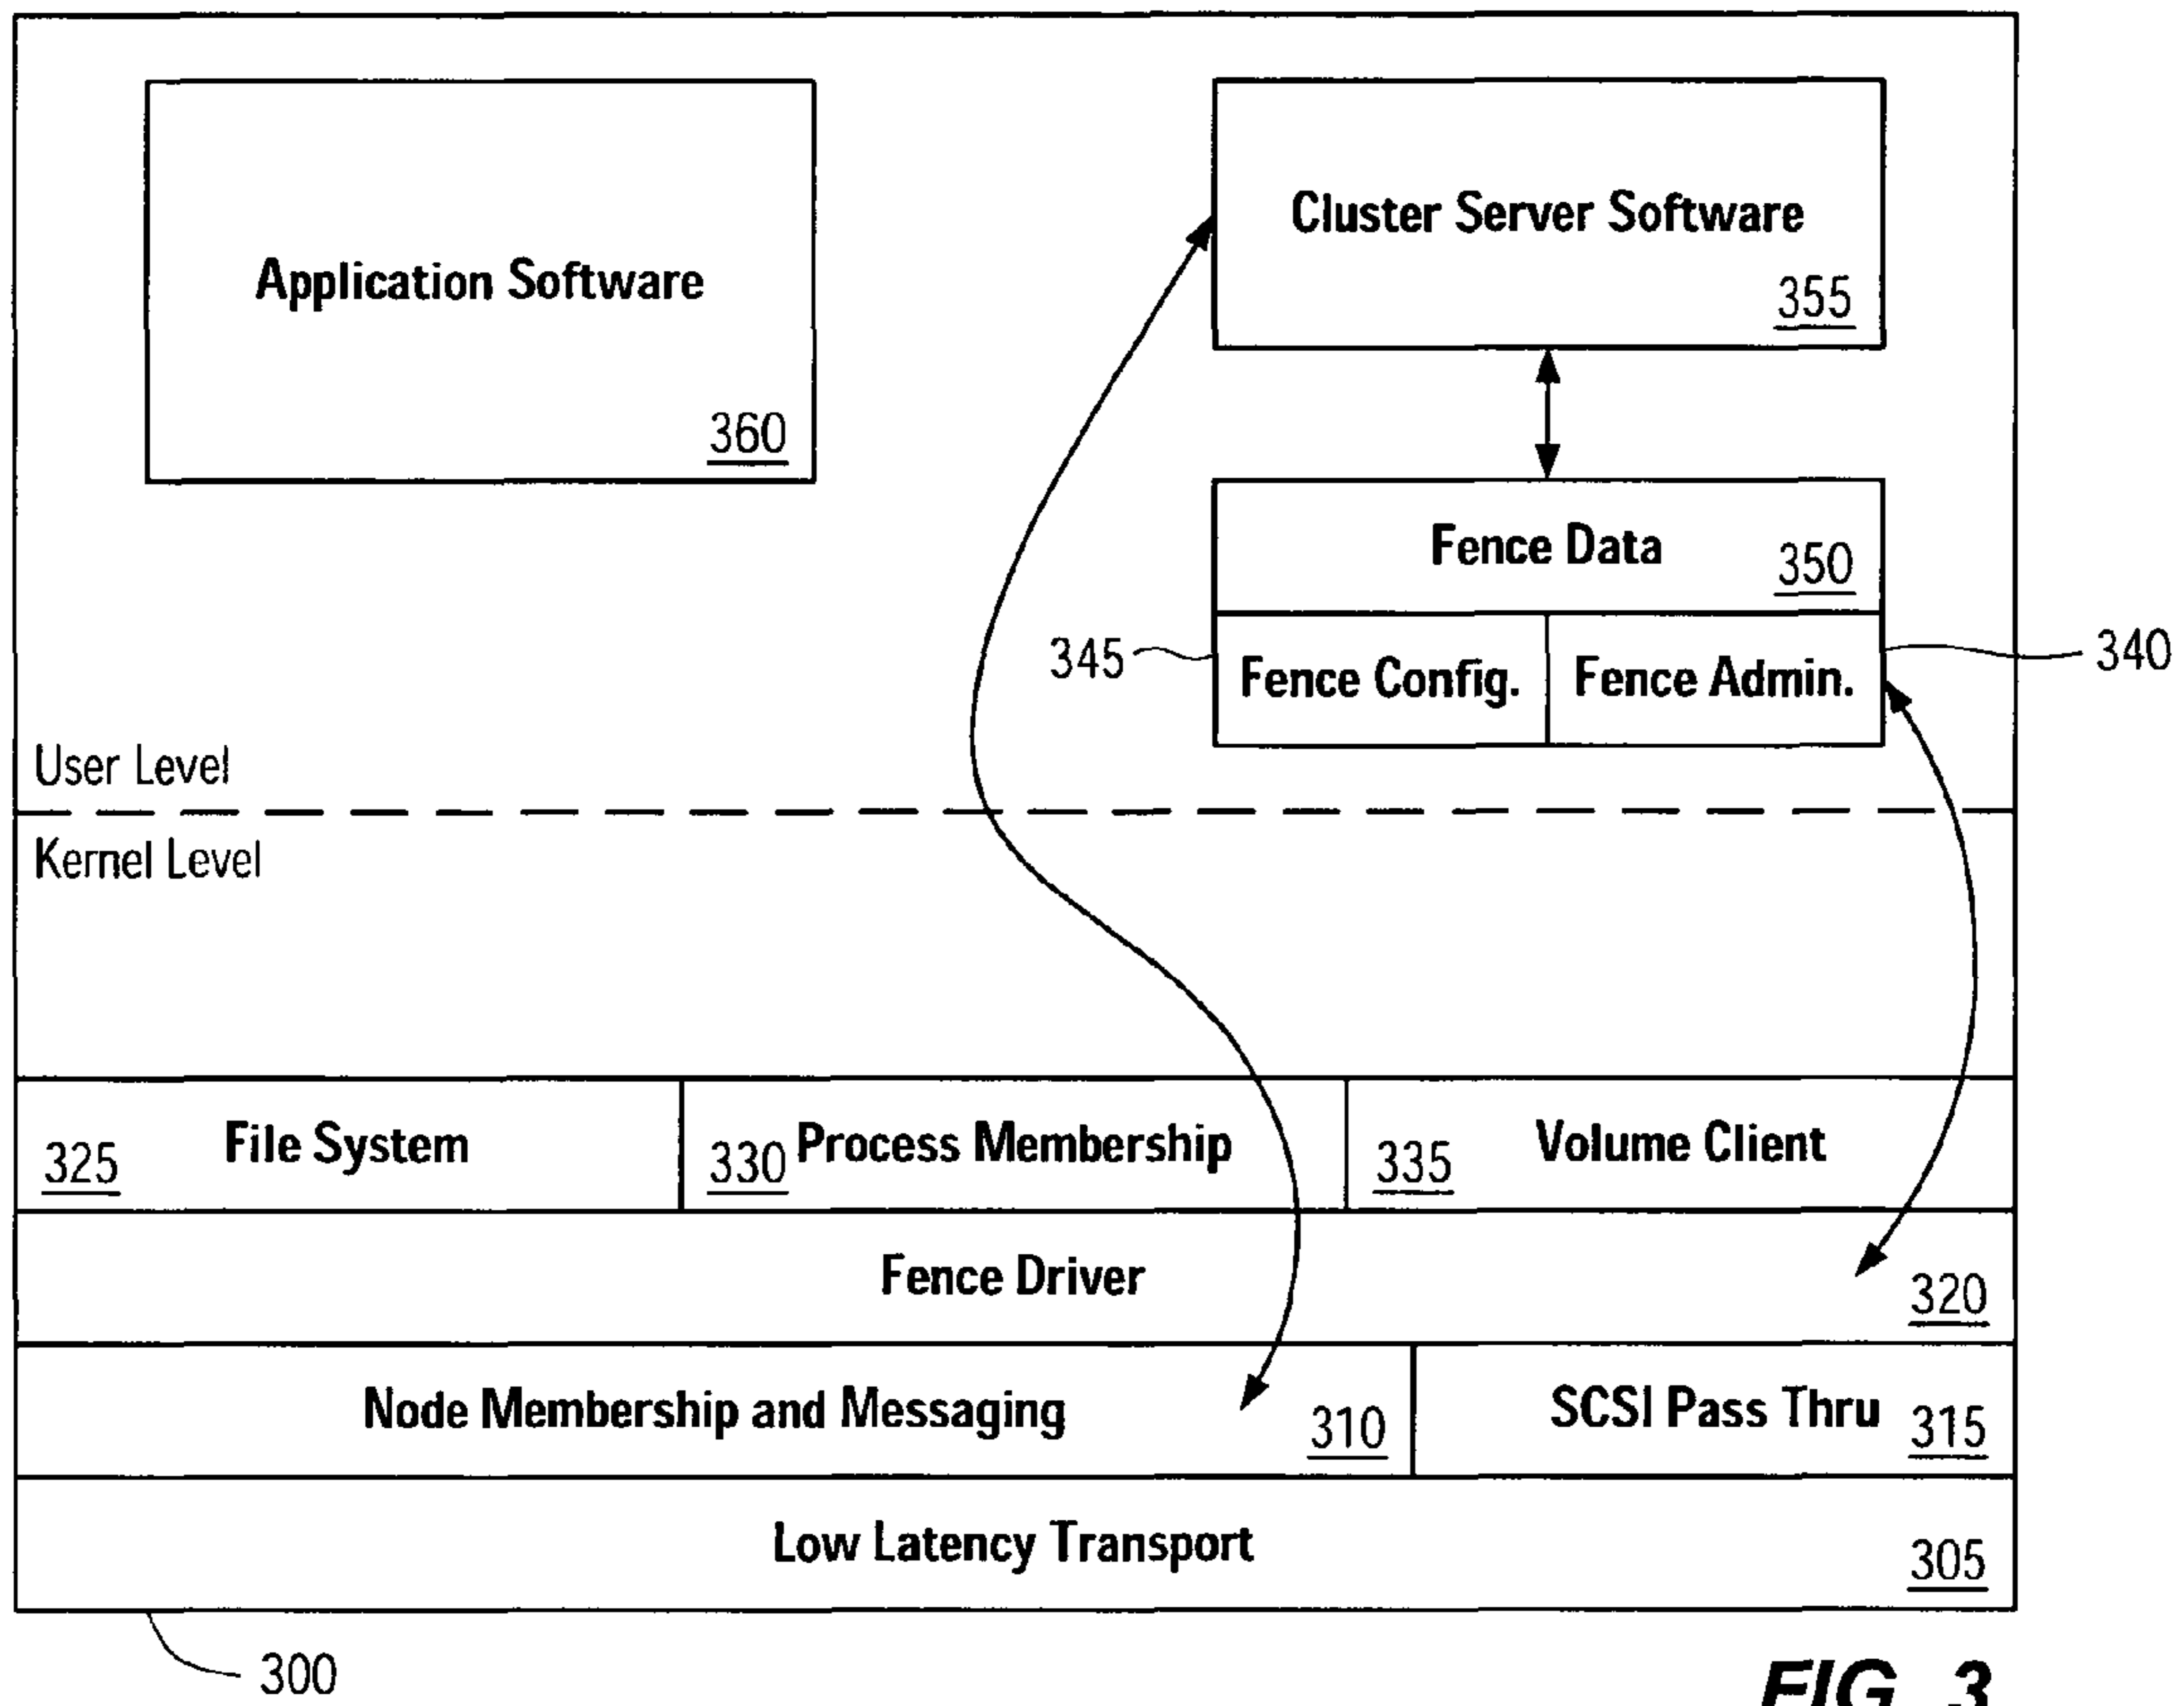 Application Software
360
Cluster Server Software
355
Fence Data
350
345
Fence Config.
Fence Admin.
340
User Level
Kernel Level
325
File System
330
Process Membership
335
Volume Client
Fence Driver
320
Node Membership and Messaging
310
SCSI Pass Thru
315
Low Latency Transport
305
300
FIG. 3